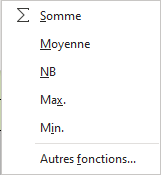 Somme
Moyenne
NB
Max.
Min.
Autres fonctions...